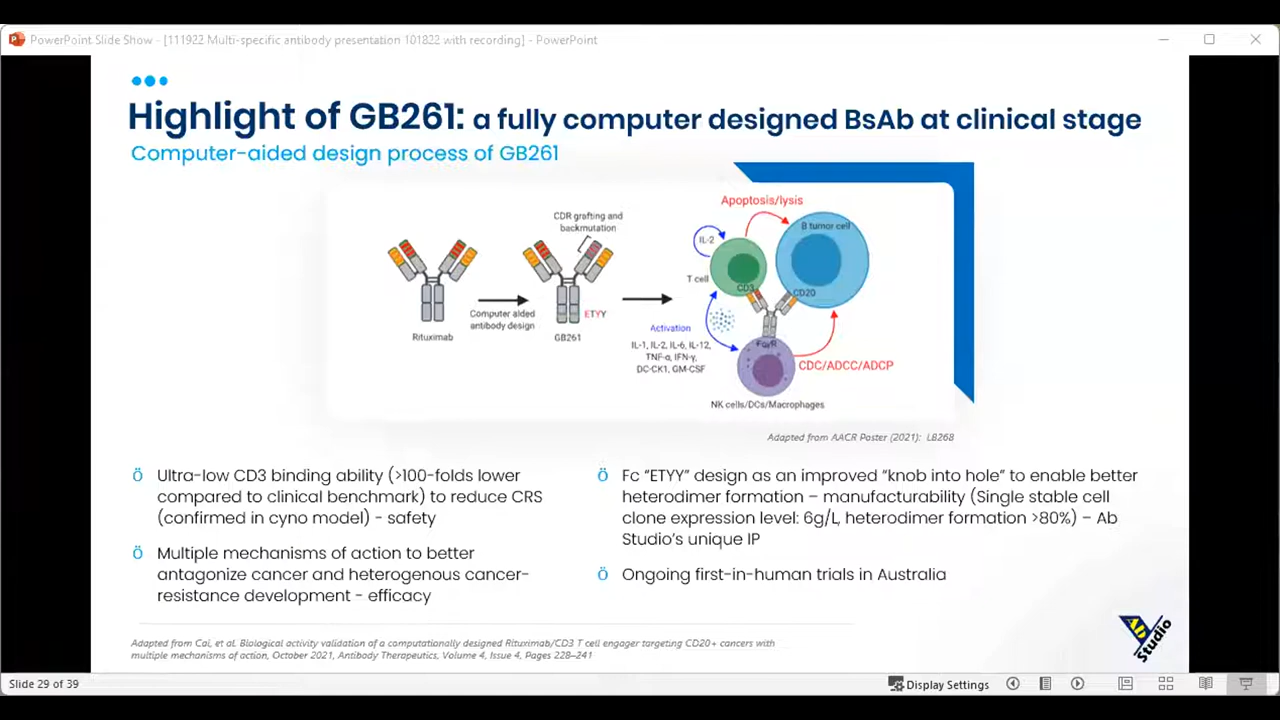 PowerPoint Slide Show - [111922 Multi-specific antibody presentation 101822 with recording] - PowerPoint
Highlight of GB261: a fully computer designed BsAb at clinical stage
Computer-aided design process of GB261
CDR grafting and
backmutation
Rituximab
Computer aided
antibody design
ETYY
GB261
Apoptosis/lysis
IL-2
B tumor cell
T cell
CD3
CD20
Activation
IL-1, IL-2, IL-6, IL-12,
TNF-α, IFN-γ,
DC-CK1, GM-CSF
FcγR
CDC/ADCC/ADCP
NK cells/DCs/Macrophages
Adapted from AACR Poster (2021): LB268
Ö Ultra-low CD3 binding ability (>100-folds lower
compared to clinical benchmark) to reduce CRS
(confirmed in cyno model) - safety
Ö Multiple mechanisms of action to better
antagonize cancer and heterogenous cancer-
resistance development - efficacy
Ö Fc “ETYY” design as an improved “knob into hole” to enable better
heterodimer formation – manufacturability (Single stable cell
clone expression level: 6g/L, heterodimer formation >80%) – Ab
Studio’s unique IP
Ö Ongoing first-in-human trials in Australia
Adapted from Cai, et al. Biological activity validation of a computationally designed Rituximab/CD3 T cell engager targeting CD20+ cancers with
multiple mechanisms of action, October 2021, Antibody Therapeutics, Volume 4, Issue 4, Pages 228–241
AB Studio
Slide 29 of 39
Display Settings